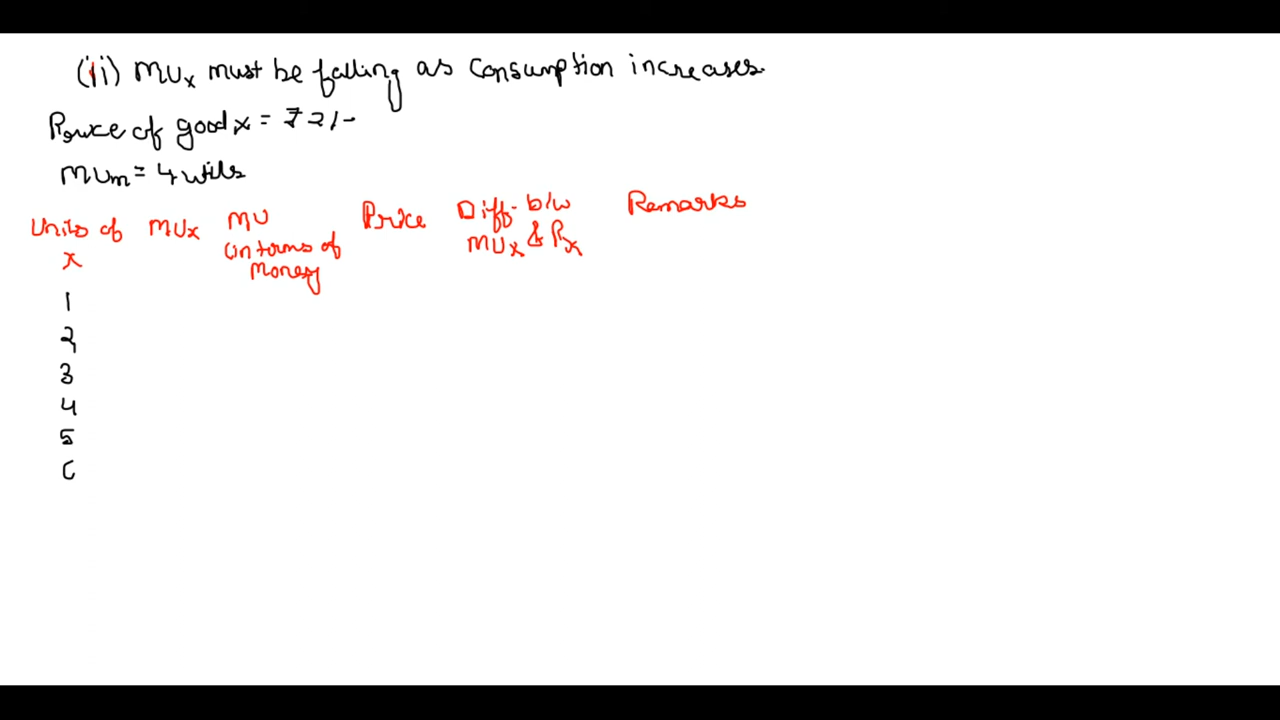 (ii) MUx must be falling as consumption increases.
Price of good x = ₹ 2/-
MUm = 4 utils
Units of x MUx MU (in terms of Money) Price Diff. b/w MUx & Px Remarks
1
2
3
4
5